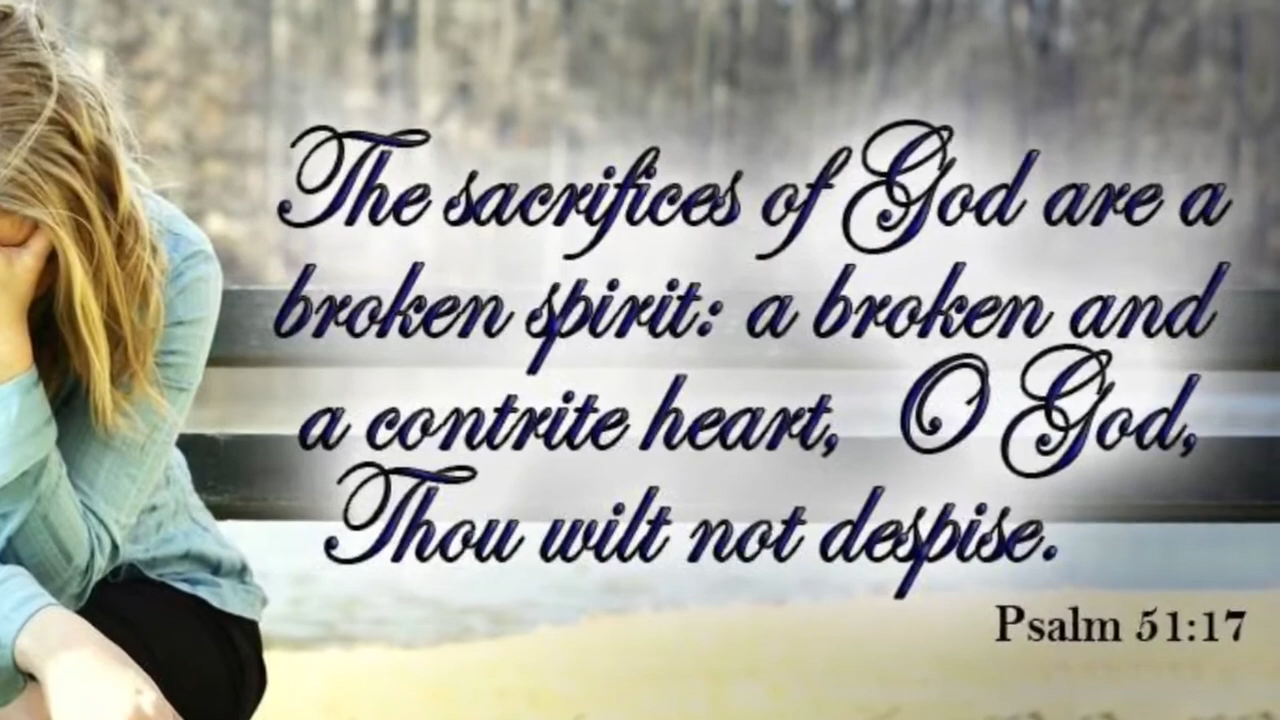 The sacrifices of God are a
broken spirit: a broken and
a contrite heart, O God,
Thou wilt not despise.
Psalm 51:17